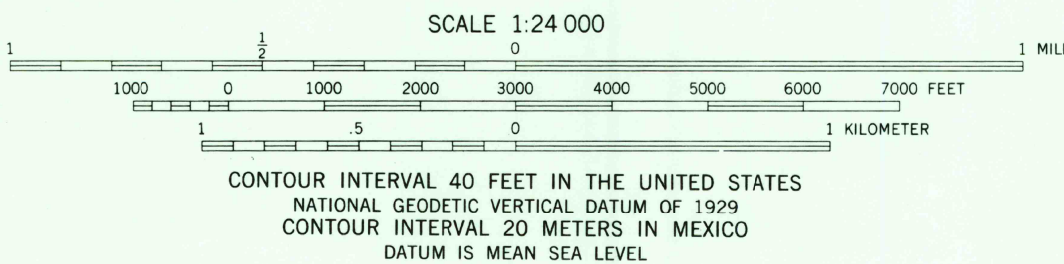 SCALE 1:24 000
1 ½ 0 1
1000 0 1000 2000 3000 4000 5000 6000 7000 FEET
1 .5 0 1 KILOMETER
CONTOUR INTERVAL 40 FEET IN THE UNITED STATES
NATIONAL GEODETIC VERTICAL DATUM OF 1929
CONTOUR INTERVAL 20 METERS IN MEXICO
DATUM IS MEAN SEA LEVEL